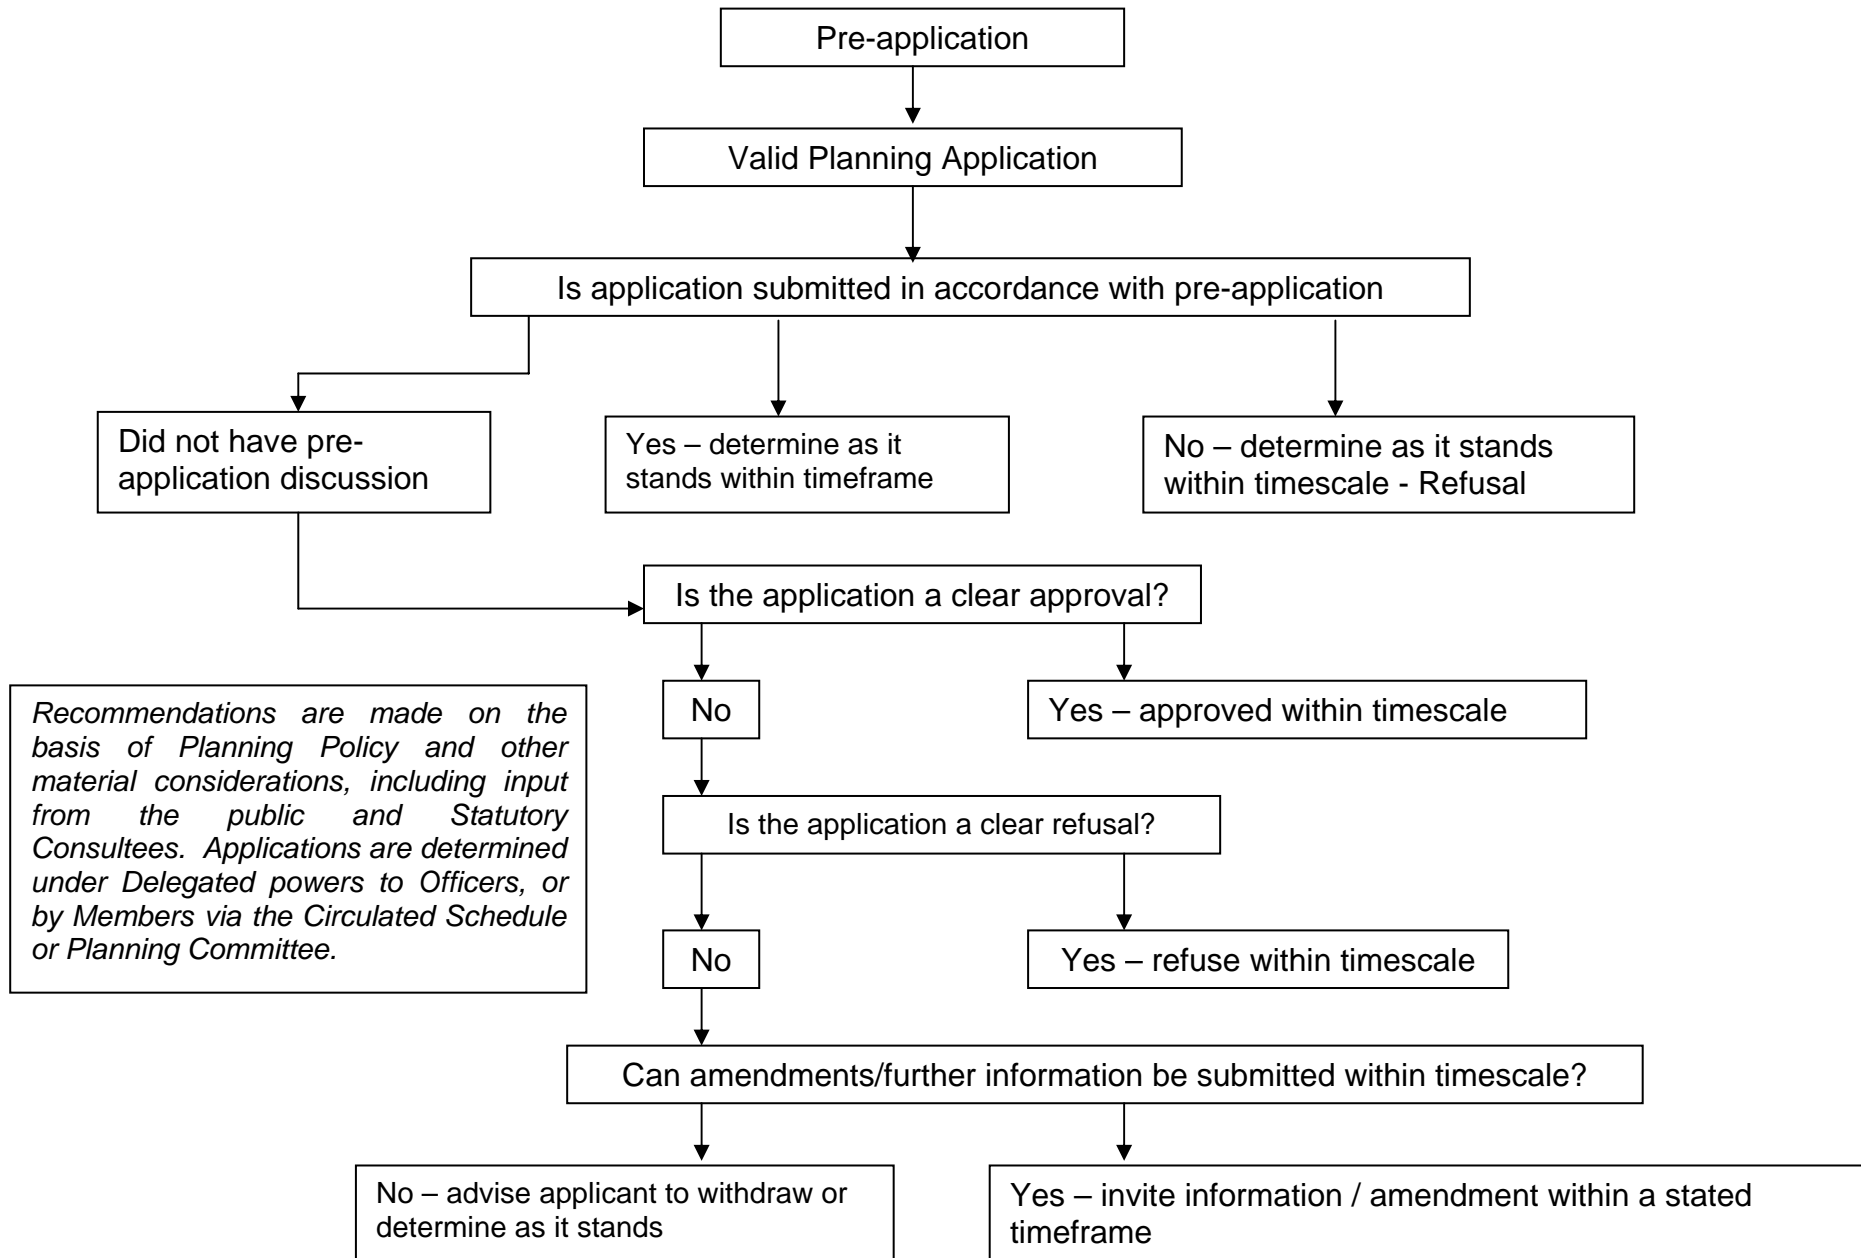 Pre-application
Valid Planning Application
Is application submitted in accordance with pre-application
Did not have pre-
application discussion
Yes – determine as it
stands within timeframe
No – determine as it stands
within timescale - Refusal
Is the application a clear approval?
No
Yes – approved within timescale
Recommendations are made on the
basis of Planning Policy and other
material considerations, including input
from the public and Statutory
Consultees. Applications are determined
under Delegated powers to Officers, or
by Members via the Circulated Schedule
or Planning Committee.
Is the application a clear refusal?
No
Yes – refuse within timescale
Can amendments/further information be submitted within timescale?
No – advise applicant to withdraw or
determine as it stands
Yes – invite information / amendment within a stated
timeframe